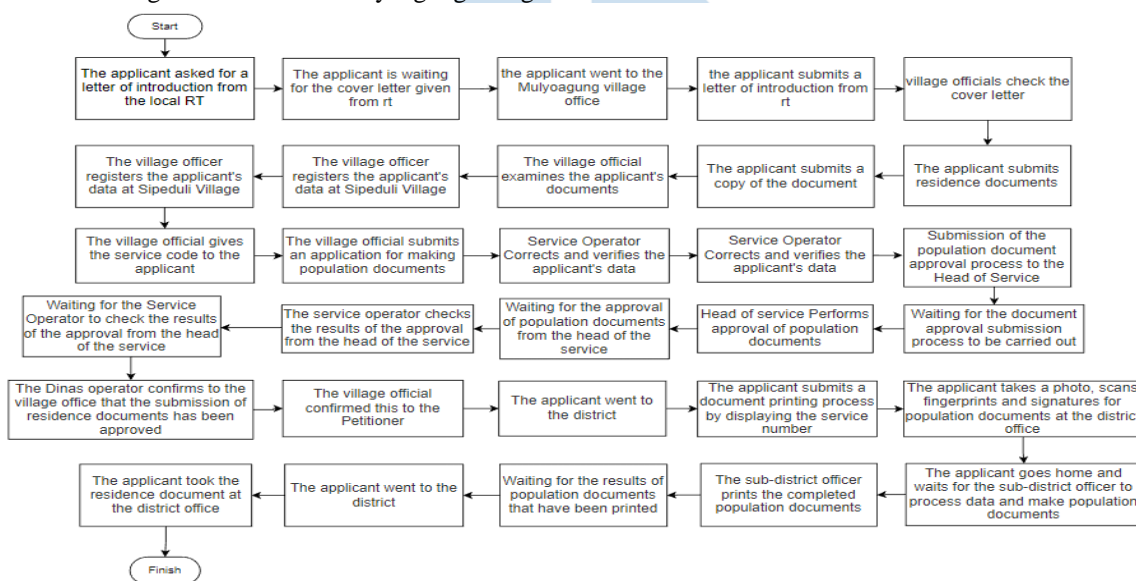 Start
The applicant asked for a
letter of introduction from
the local RT
The applicant is waiting
for the cover letter given
from rt
the applicant went to the
Mulyoagung village
office
the applicant submits a
letter of introduction from
rt
village officials check the
cover letter
The village officer
registers the applicant's
data at Sipeduli Village
The village officer
registers the applicant's
data at Sipeduli Village
The village official
examines the applicant's
documents
The applicant submits a
copy of the document
The applicant submits
residence documents
The village official gives
the service code to the
applicant
The village official submits
an application for making
population documents
Service Operator
Corrects and verifies the
applicant's data
Service Operator
Corrects and verifies the
applicant's data
Submission of the
population document
approval process to the
Head of Service
Waiting for the Service
Operator to check the
results of the approval
from the head
of the service
The service operator checks
the results of the approval
from the head of the service
Waiting for the approval
of population documents
from the head of the
service
Head of service Performs
approval of population
documents
Waiting for the document
approval submission
process to be carried out
The Dinas operator confirms to the
village office that the submission of
residence documents has been
approved
The village official
confirmed this to the
Petitioner
The applicant went to
the district
The applicant submits a
document printing process
by displaying the service
number
The applicant takes a photo, scans
fingerprints and signatures for
population documents at the district
office
The applicant took the
residence document at
the district office
The applicant went to the
district
Waiting for the results of
population documents
that have been printed
The sub-district officer
prints the completed
population documents
The applicant goes home and
waits for the sub-district officer to
process data and make population
documents
Finish